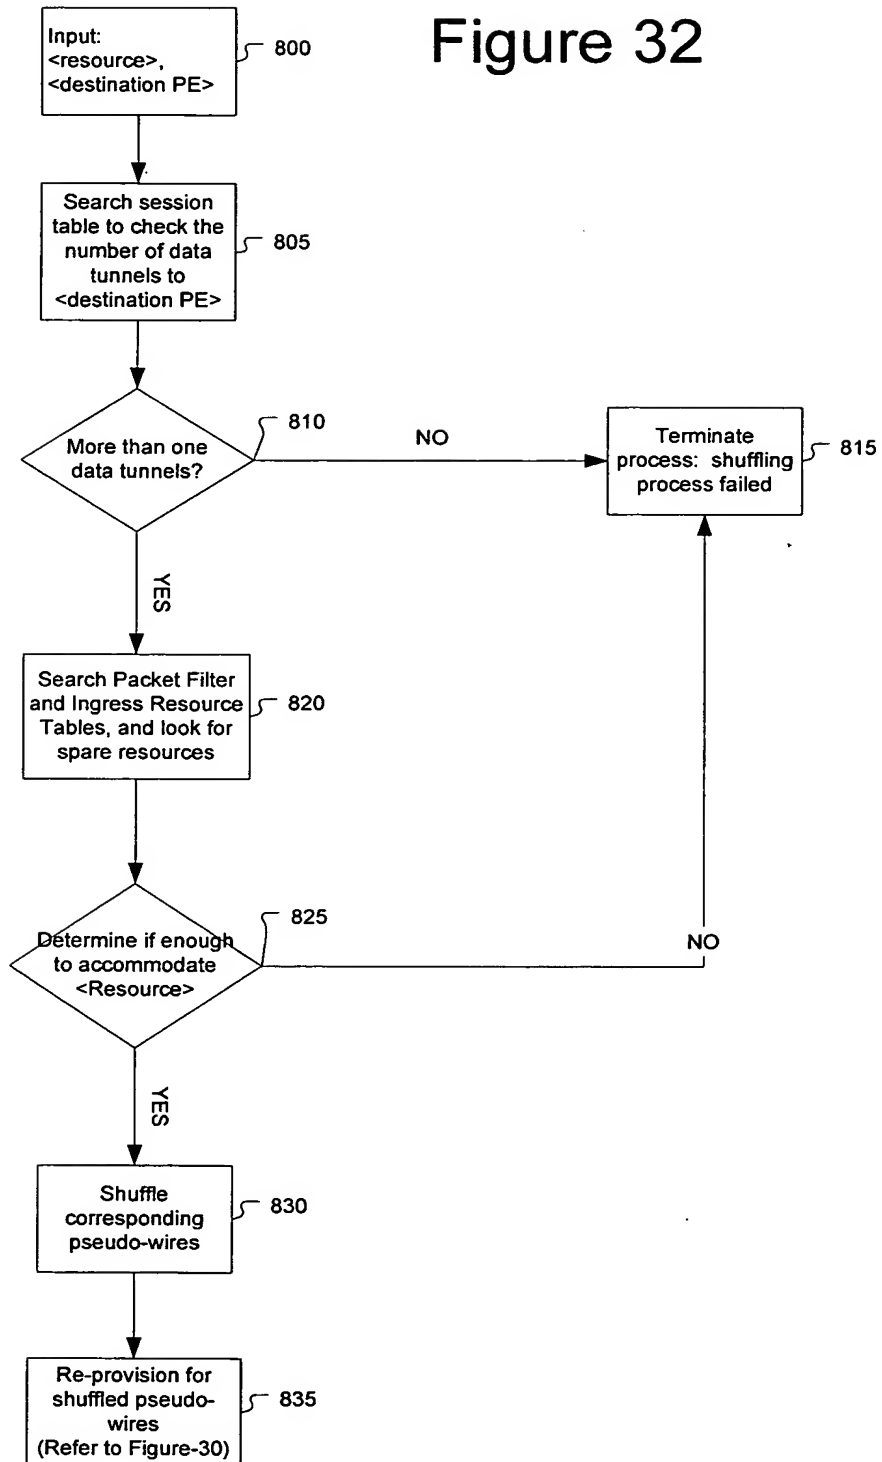 Figure 32
Input:
<resource>,
<destination PE>
800
Search session
table to check the
number of data
tunnels to
<destination PE>
805
More than one
data tunnels?
810
NO
Terminate
process: shuffling
process failed
815
YES
Search Packet Filter
and Ingress Resource
Tables, and look for
spare resources
820
Determine if enough
to accommodate
<Resource>
825
NO
YES
Shuffle
corresponding
pseudo-wires
830
Re-provision for
shuffled pseudo-
wires
(Refer to Figure-30)
835